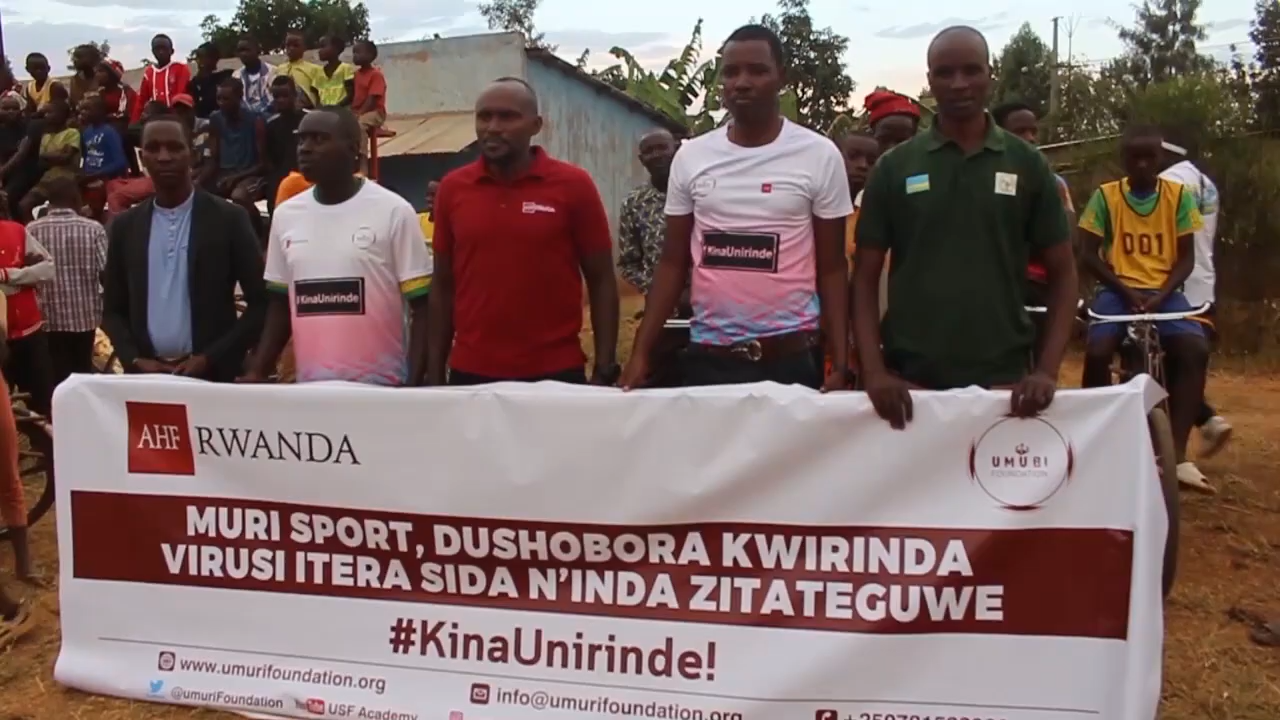 #KinaUnirinde
#KinaUnirinde
001
AHF RWANDA
UMURI
FOUNDATION
MURI SPORT, DUSHOBORA KWIRINDA
VIRUSI ITERA SIDA N'INDA ZITATEGUWE
#KinaUnirinde!
www.umurifoundation.org
@umuriFoundation
YouTube USF Academy
info@umurifoundation.org